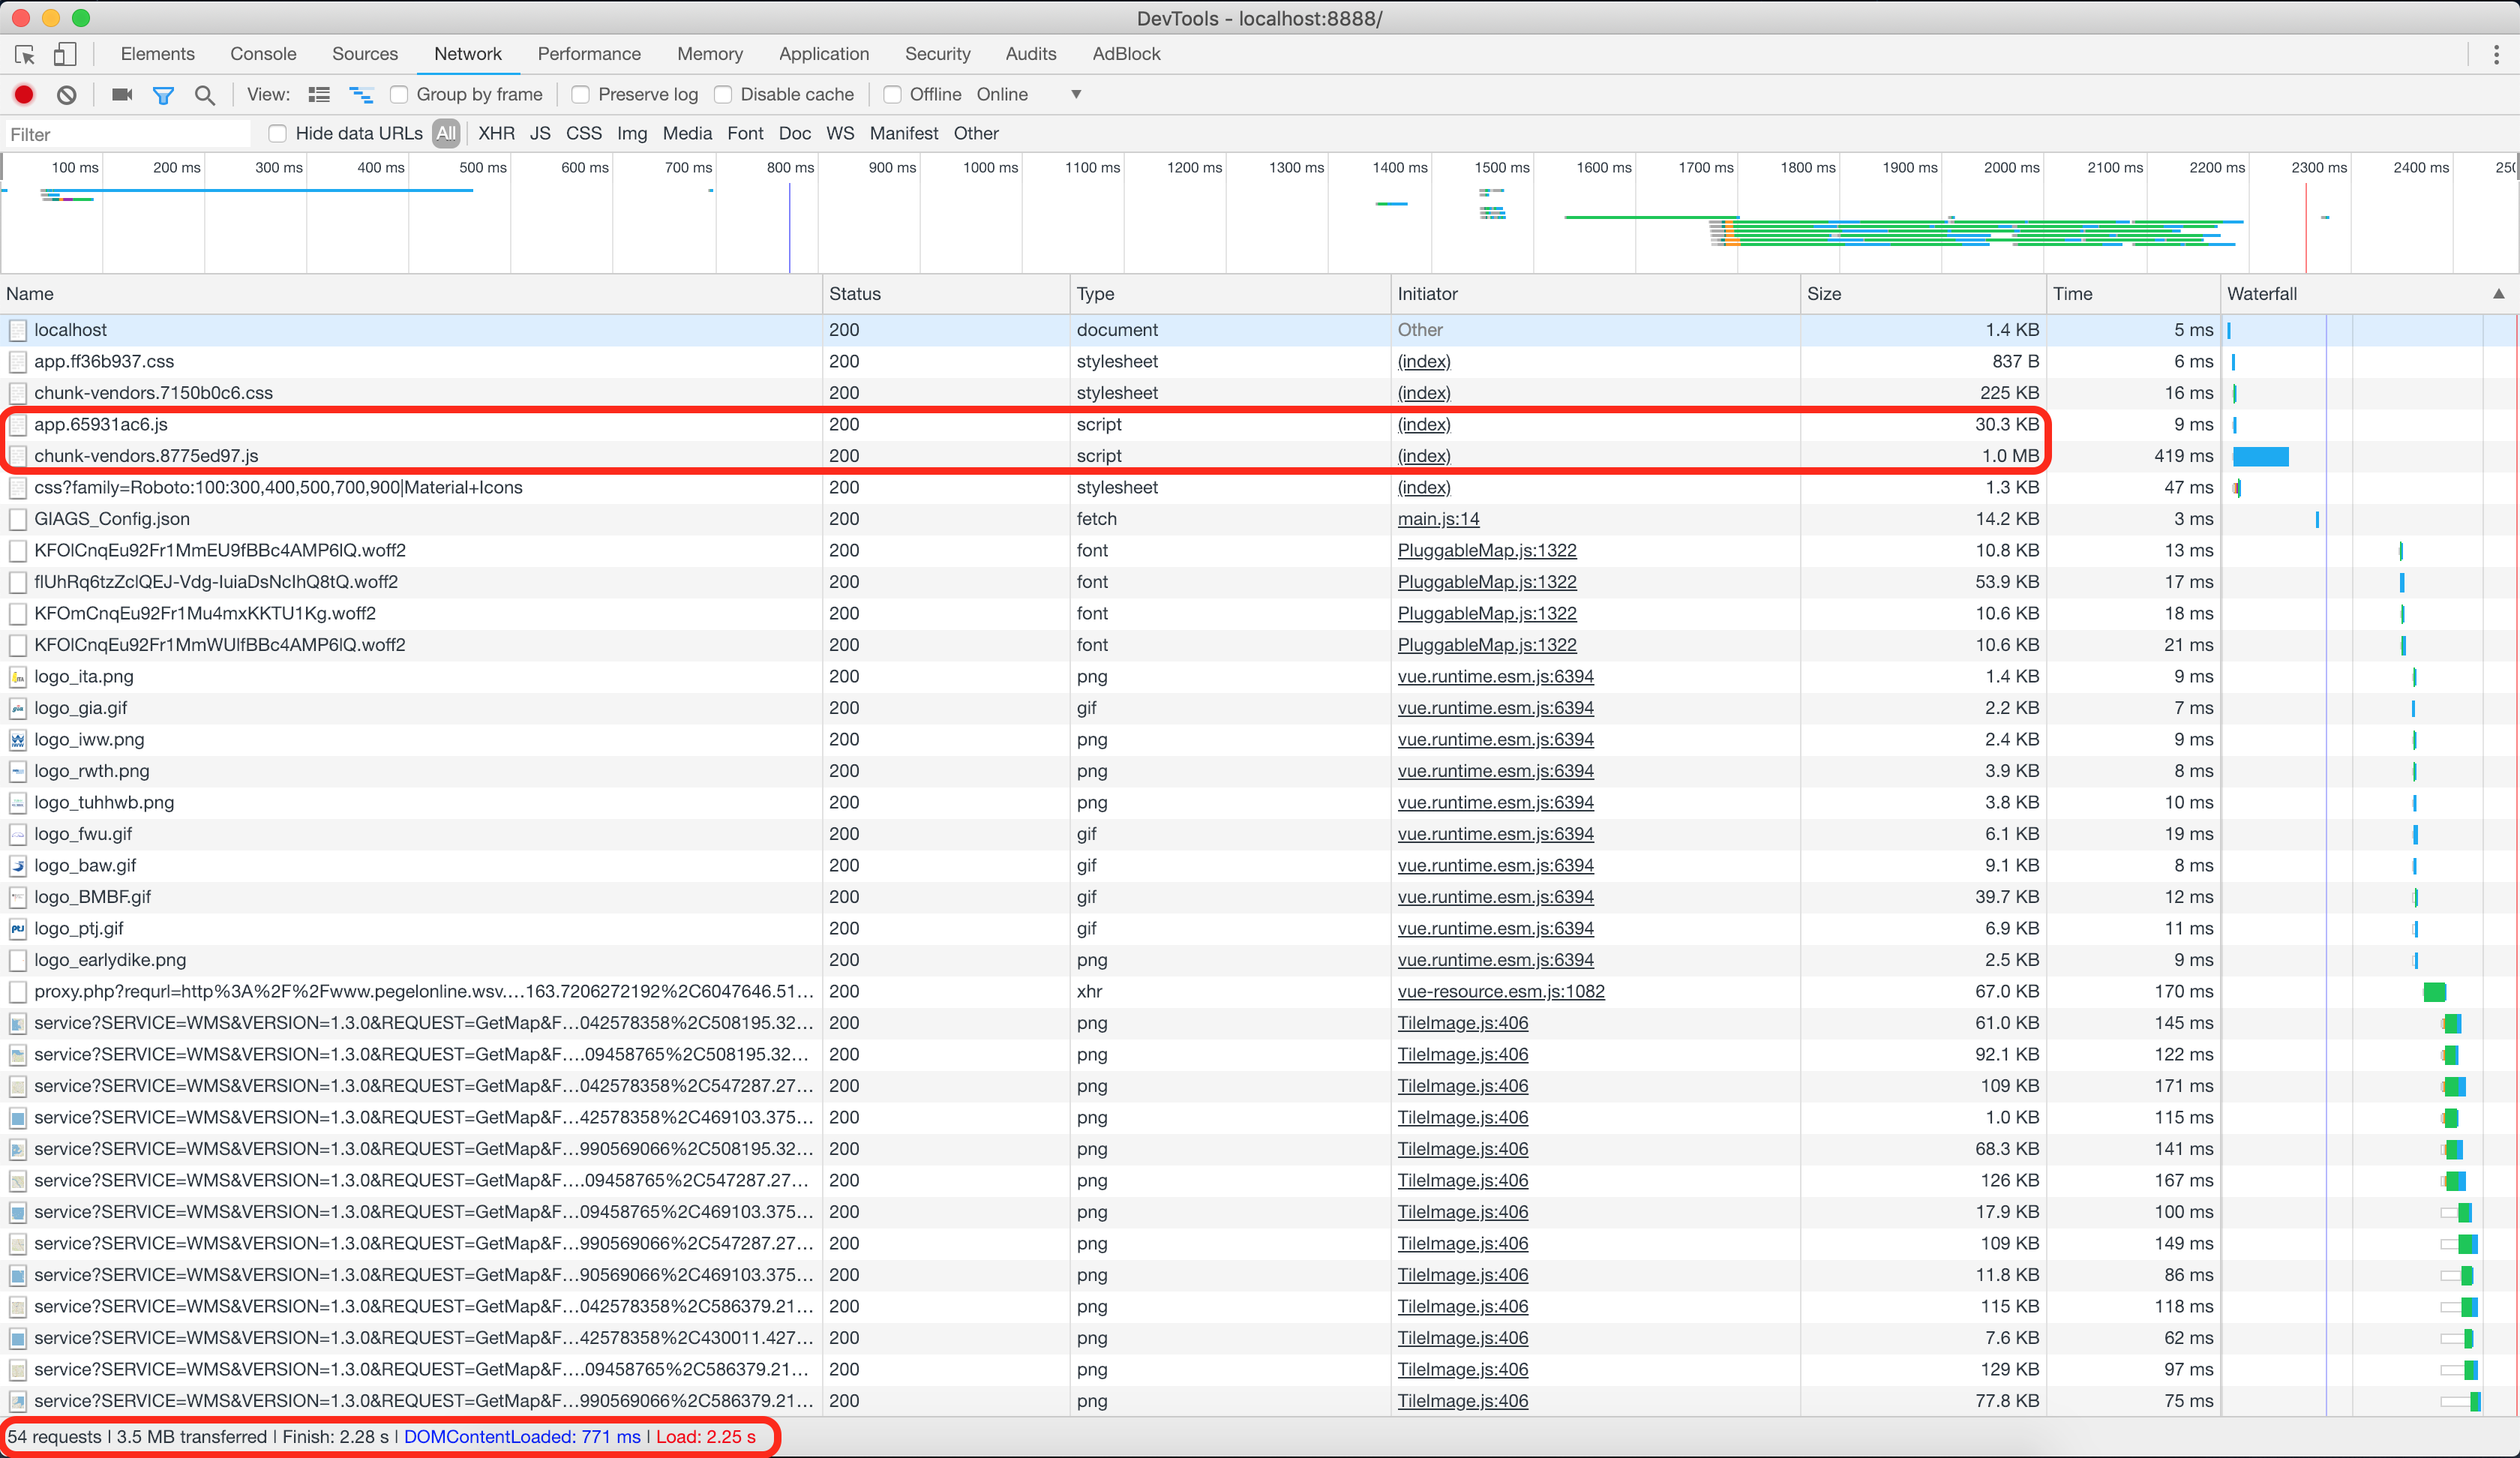 DevTools - localhost:8888/
Elements Console Sources Network Performance Memory Application Security Audits AdBlock
View: Group by frame Preserve log Disable cache Offline Online
Filter Hide data URLs All XHR JS CSS Img Media Font Doc WS Manifest Other
100 ms 200 ms 300 ms 400 ms 500 ms 600 ms 700 ms 800 ms 900 ms 1000 ms 1100 ms 1200 ms 1300 ms 1400 ms 1500 ms 1600 ms 1700 ms 1800 ms 1900 ms 2000 ms 2100 ms 2200 ms 2300 ms 2400 ms
Name Status Type Initiator Size Time Waterfall
localhost 200 document Other 1.4 KB 5 ms
app.ff36b937.css 200 stylesheet (index) 837 B 6 ms
chunk-vendors.7150b0c6.css 200 stylesheet (index) 225 KB 16 ms
app.65931ac6.js 200 script (index) 30.3 KB 9 ms
chunk-vendors.8775ed97.js 200 script (index) 1.0 MB 419 ms
css?family=Roboto:100:300,400,500,700,900|Material+Icons 200 stylesheet (index) 1.3 KB 47 ms
GIAGS_Config.json 200 fetch main.js:14 14.2 KB 3 ms
KFOlCnqEu92Fr1MmEU9fBBc4AMP6lQ.woff2 200 font PluggableMap.js:1322 10.8 KB 13 ms
flUhRq6tzZclQEJ-Vdg-IuiaDsNcIhQ8tQ.woff2 200 font PluggableMap.js:1322 53.9 KB 17 ms
KFOmCnqEu92Fr1Mu4mxKKTU1Kg.woff2 200 font PluggableMap.js:1322 10.6 KB 18 ms
KFOlCnqEu92Fr1MmWUlfBBc4AMP6lQ.woff2 200 font PluggableMap.js:1322 10.6 KB 21 ms
logo_ita.png 200 png vue.runtime.esm.js:6394 1.4 KB 9 ms
logo_gia.gif 200 gif vue.runtime.esm.js:6394 2.2 KB 7 ms
logo_iww.png 200 png vue.runtime.esm.js:6394 2.4 KB 9 ms
logo_rwth.png 200 png vue.runtime.esm.js:6394 3.9 KB 8 ms
logo_tuhhwb.png 200 png vue.runtime.esm.js:6394 3.8 KB 10 ms
logo_fwu.gif 200 gif vue.runtime.esm.js:6394 6.1 KB 19 ms
logo_baw.gif 200 gif vue.runtime.esm.js:6394 9.1 KB 8 ms
logo_BMBF.gif 200 gif vue.runtime.esm.js:6394 39.7 KB 12 ms
logo_ptj.gif 200 gif vue.runtime.esm.js:6394 6.9 KB 11 ms
logo_earlydike.png 200 png vue.runtime.esm.js:6394 2.5 KB 9 ms
proxy.php?requrl=http%3A%2F%2Fwww.pegelonline.wsv.…163.7206272192%2C6047646.51… 200 xhr vue-resource.esm.js:1082 67.0 KB 170 ms
service?SERVICE=WMS&VERSION=1.3.0&REQUEST=GetMap&F…042578358%2C508195.32… 200 png TileImage.js:406 61.0 KB 145 ms
service?SERVICE=WMS&VERSION=1.3.0&REQUEST=GetMap&F….09458765%2C508195.32… 200 png TileImage.js:406 92.1 KB 122 ms
service?SERVICE=WMS&VERSION=1.3.0&REQUEST=GetMap&F…042578358%2C547287.27… 200 png TileImage.js:406 109 KB 171 ms
service?SERVICE=WMS&VERSION=1.3.0&REQUEST=GetMap&F…42578358%2C469103.375… 200 png TileImage.js:406 1.0 KB 115 ms
service?SERVICE=WMS&VERSION=1.3.0&REQUEST=GetMap&F…990569066%2C508195.32… 200 png TileImage.js:406 68.3 KB 141 ms
service?SERVICE=WMS&VERSION=1.3.0&REQUEST=GetMap&F….09458765%2C547287.27… 200 png TileImage.js:406 126 KB 167 ms
service?SERVICE=WMS&VERSION=1.3.0&REQUEST=GetMap&F…09458765%2C469103.375… 200 png TileImage.js:406 17.9 KB 100 ms
service?SERVICE=WMS&VERSION=1.3.0&REQUEST=GetMap&F…990569066%2C547287.27… 200 png TileImage.js:406 109 KB 149 ms
service?SERVICE=WMS&VERSION=1.3.0&REQUEST=GetMap&F…90569066%2C469103.375… 200 png TileImage.js:406 11.8 KB 86 ms
service?SERVICE=WMS&VERSION=1.3.0&REQUEST=GetMap&F…042578358%2C586379.21… 200 png TileImage.js:406 115 KB 118 ms
service?SERVICE=WMS&VERSION=1.3.0&REQUEST=GetMap&F…42578358%2C430011.427… 200 png TileImage.js:406 7.6 KB 62 ms
service?SERVICE=WMS&VERSION=1.3.0&REQUEST=GetMap&F….09458765%2C586379.21… 200 png TileImage.js:406 129 KB 97 ms
service?SERVICE=WMS&VERSION=1.3.0&REQUEST=GetMap&F…990569066%2C586379.21… 200 png TileImage.js:406 77.8 KB 75 ms
54 requests | 3.5 MB transferred | Finish: 2.28 s | DOMContentLoaded: 771 ms | Load: 2.25 s